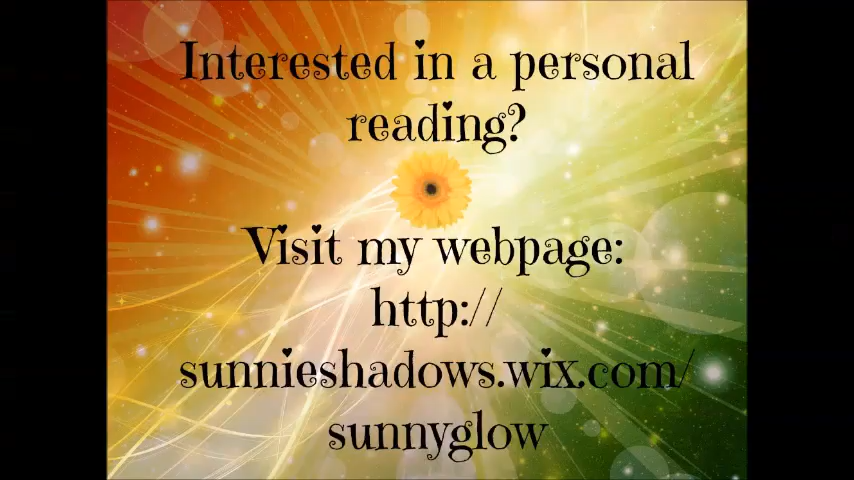 Interested in a personal
reading?
Visit my webpage:
http://
sunnieshadows.wix.com/
sunnyglow